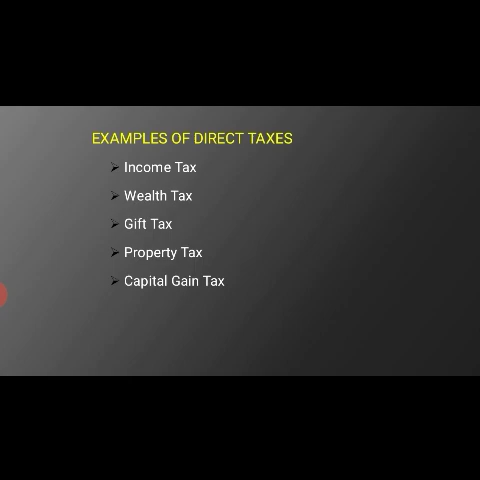 EXAMPLES OF DIRECT TAXES
Income Tax
Wealth Tax
Gift Tax
Property Tax
Capital Gain Tax